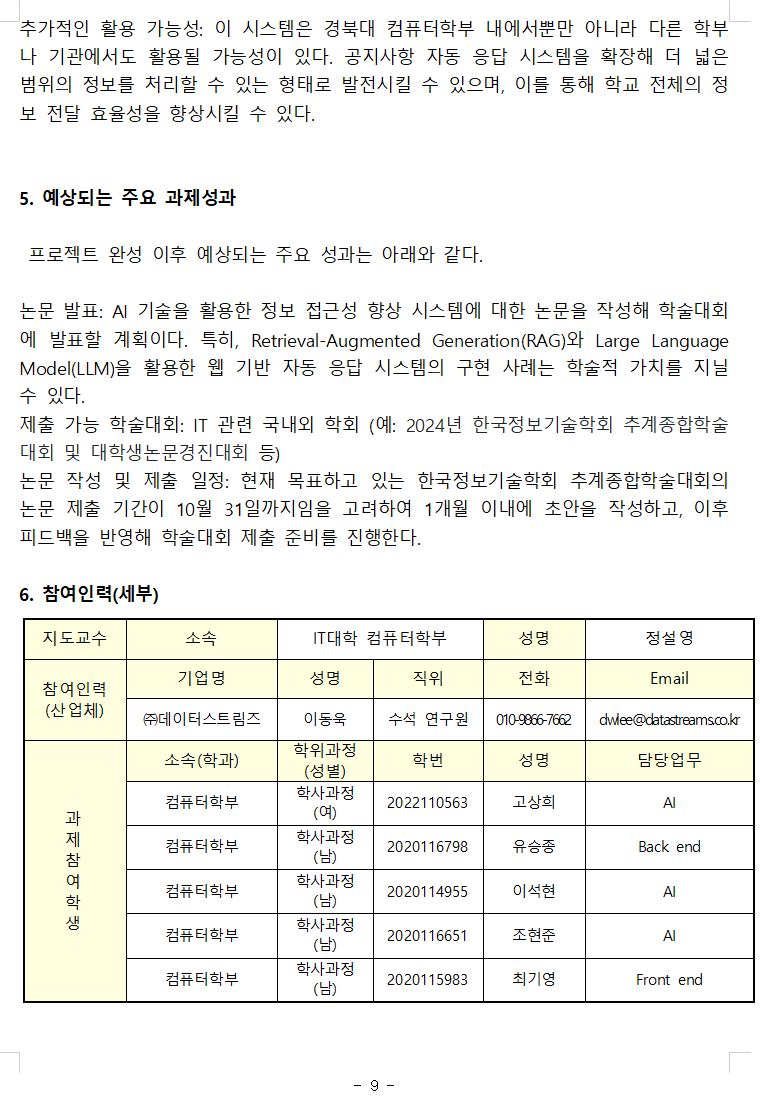 추가적인 활용 가능성: 이 시스템은 경북대 컴퓨터학부 내에서뿐만 아니라 다른 학부
나 기관에서도 활용될 가능성이 있다. 공지사항 자동 응답 시스템을 확장해 더 넓은
범위의 정보를 처리할 수 있는 형태로 발전시킬 수 있으며, 이를 통해 학교 전체의 정
보 전달 효율성을 향상시킬 수 있다.
5. 예상되는 주요 과제성과
프로젝트 완성 이후 예상되는 주요 성과는 아래와 같다.
논문 발표: AI 기술을 활용한 정보 접근성 향상 시스템에 대한 논문을 작성해 학술대회
에 발표할 계획이다. 특히, Retrieval-Augmented Generation(RAG)와 Large Language
Model(LLM)을 활용한 웹 기반 자동 응답 시스템의 구현 사례는 학술적 가치를 지닐
수 있다.
제출 가능 학술대회: IT 관련 국내외 학회 (예: 2024년 한국정보기술학회 추계종합학술
대회 및 대학생논문경진대회 등)
논문 작성 및 제출 일정: 현재 목표하고 있는 한국정보기술학회 추계종합학술대회의
논문 제출 기간이 10월 31일까지임을 고려하여 1개월 이내에 초안을 작성하고, 이후
피드백을 반영해 학술대회 제출 준비를 진행한다.
6. 참여인력(세부)
지도교수 소속 IT대학 컴퓨터학부 성명 정설영
참여인력 (산업체) 기업명 성명 직위 전화 Email
㈜데이터스트림즈 이동욱 수석 연구원 010-9866-7662 dwlee@datastreams.co.kr
과제참여학생 소속(학과) 학위과정 (성별) 학번 성명 담당업무
컴퓨터학부 학사과정 (여) 2022110563 고상희 AI
컴퓨터학부 학사과정 (남) 2020116798 유승종 Back end
컴퓨터학부 학사과정 (남) 2020114955 이석현 AI
컴퓨터학부 학사과정 (남) 2020116651 조현준 AI
컴퓨터학부 학사과정 (남) 2020115983 최기영 Front end
- 9 -